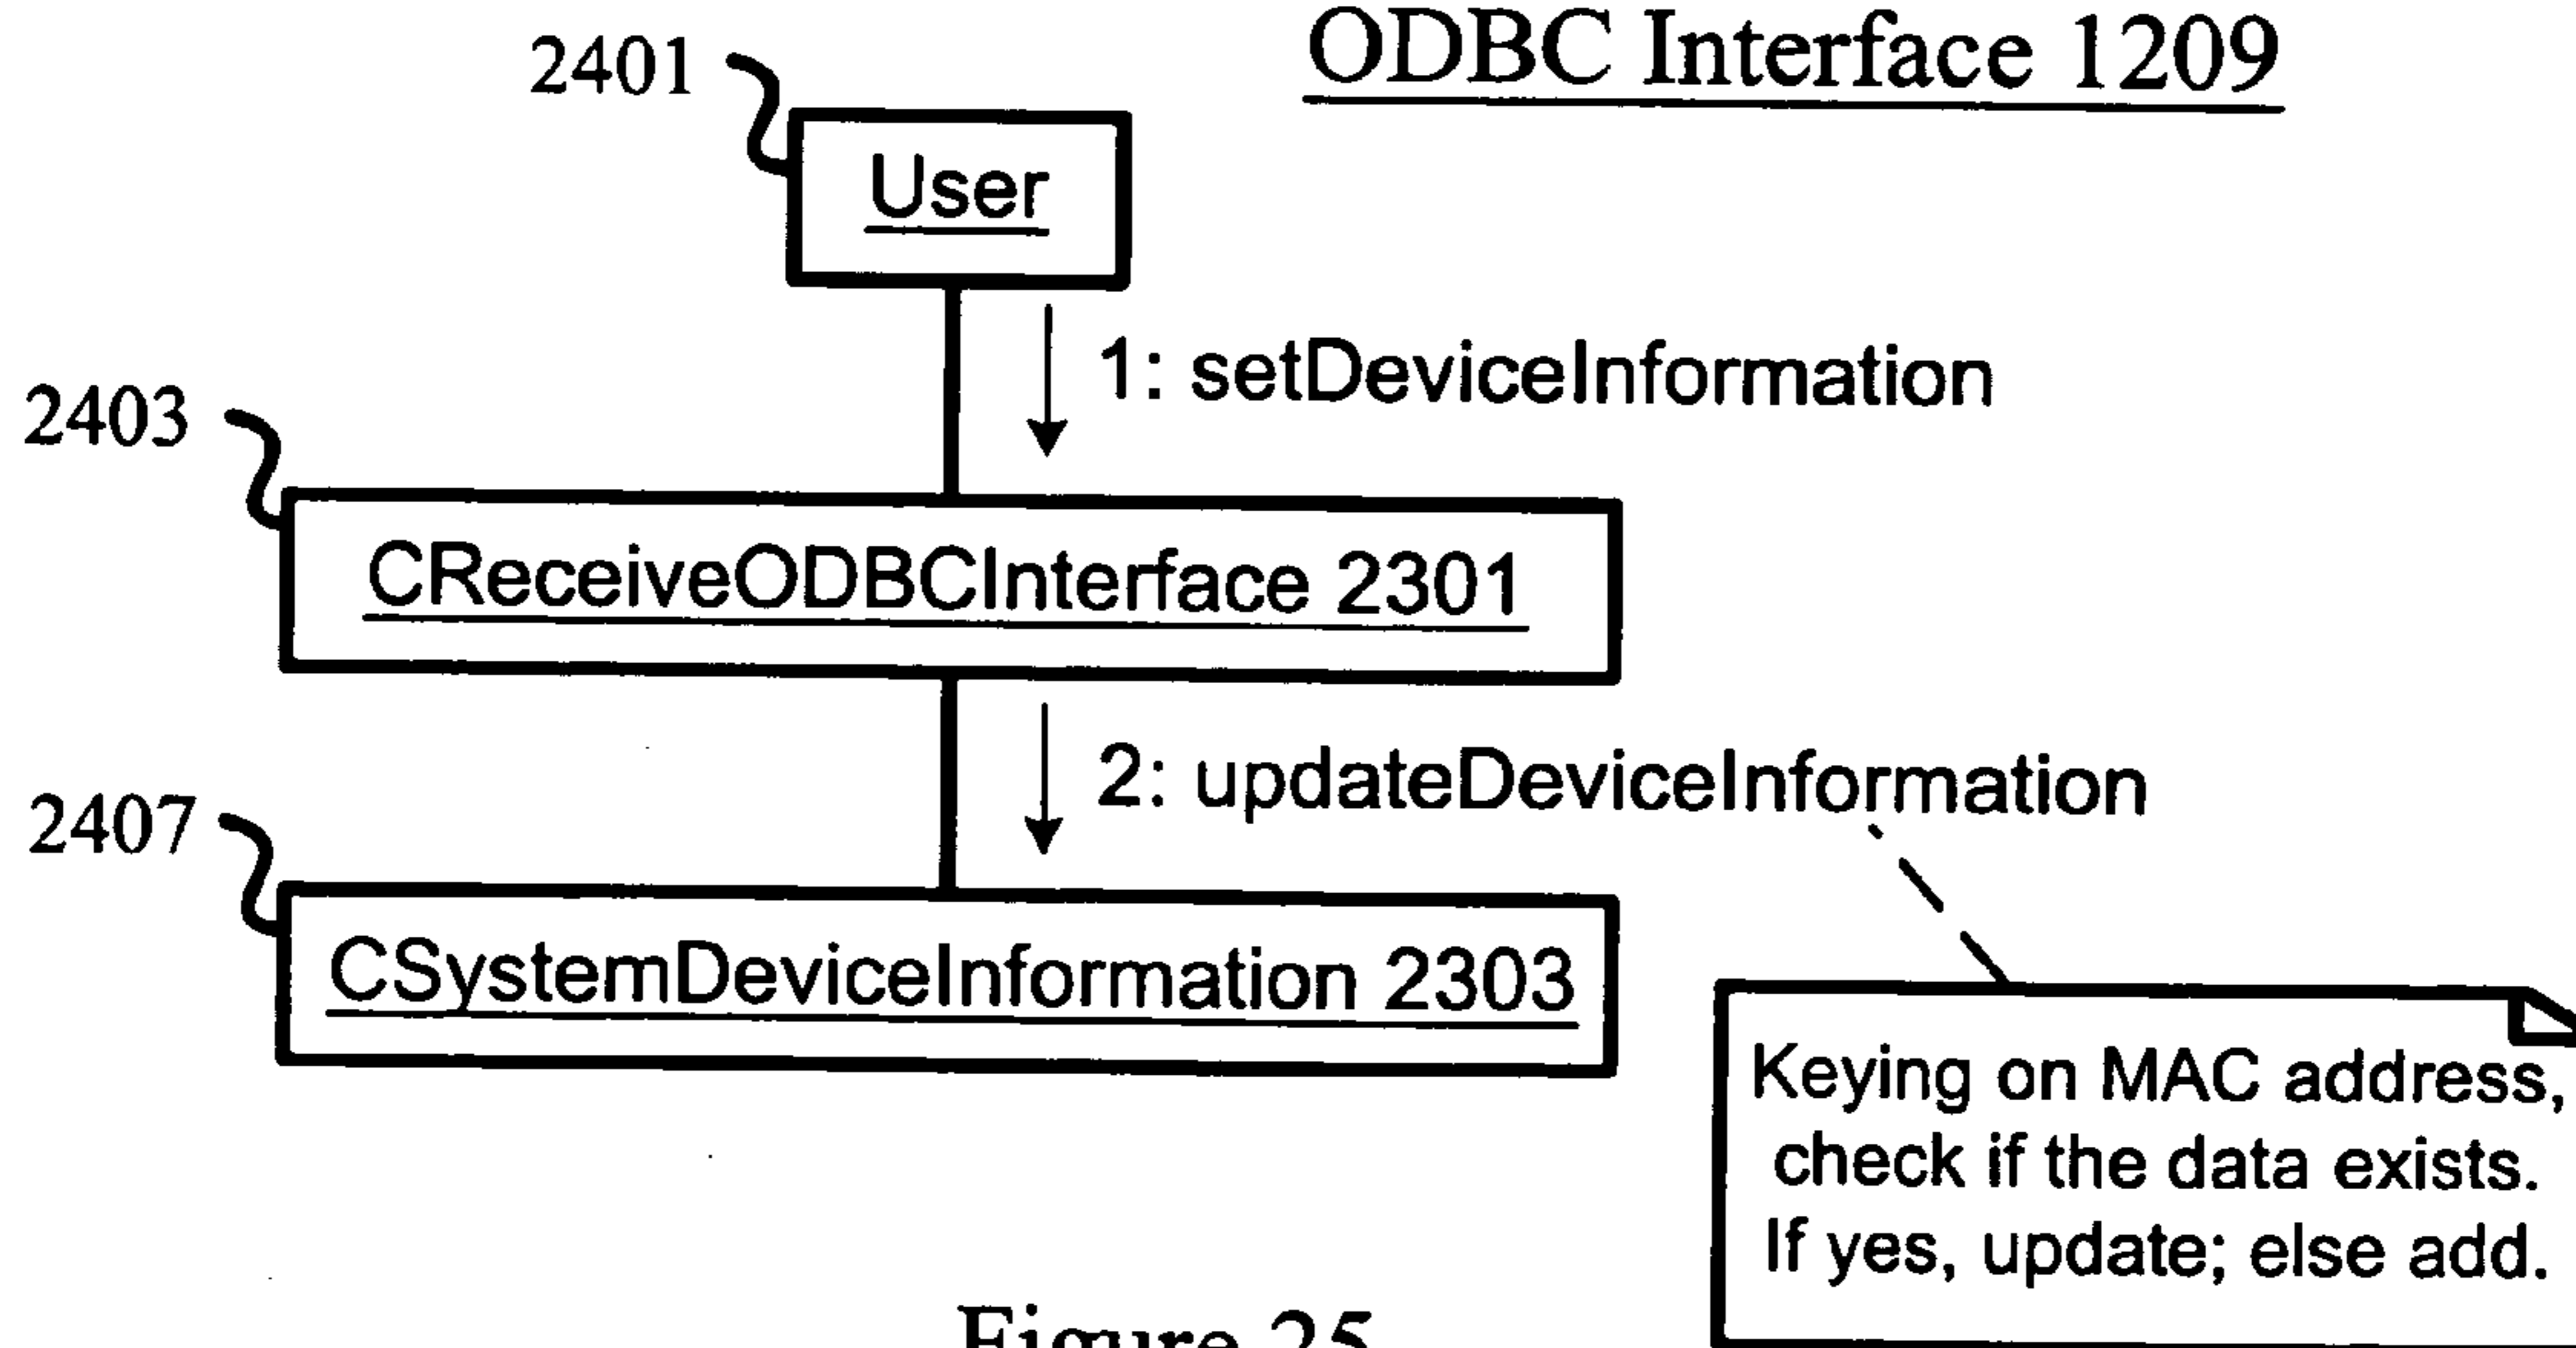 ODBC Interface 1209
2401
User
1: setDeviceInformation
2403
CReceiveODBCInterface 2301
2: updateDeviceInformation
2407
CSystemDeviceInformation 2303
Keying on MAC address,
check if the data exists.
If yes, update; else add.
Figure 25